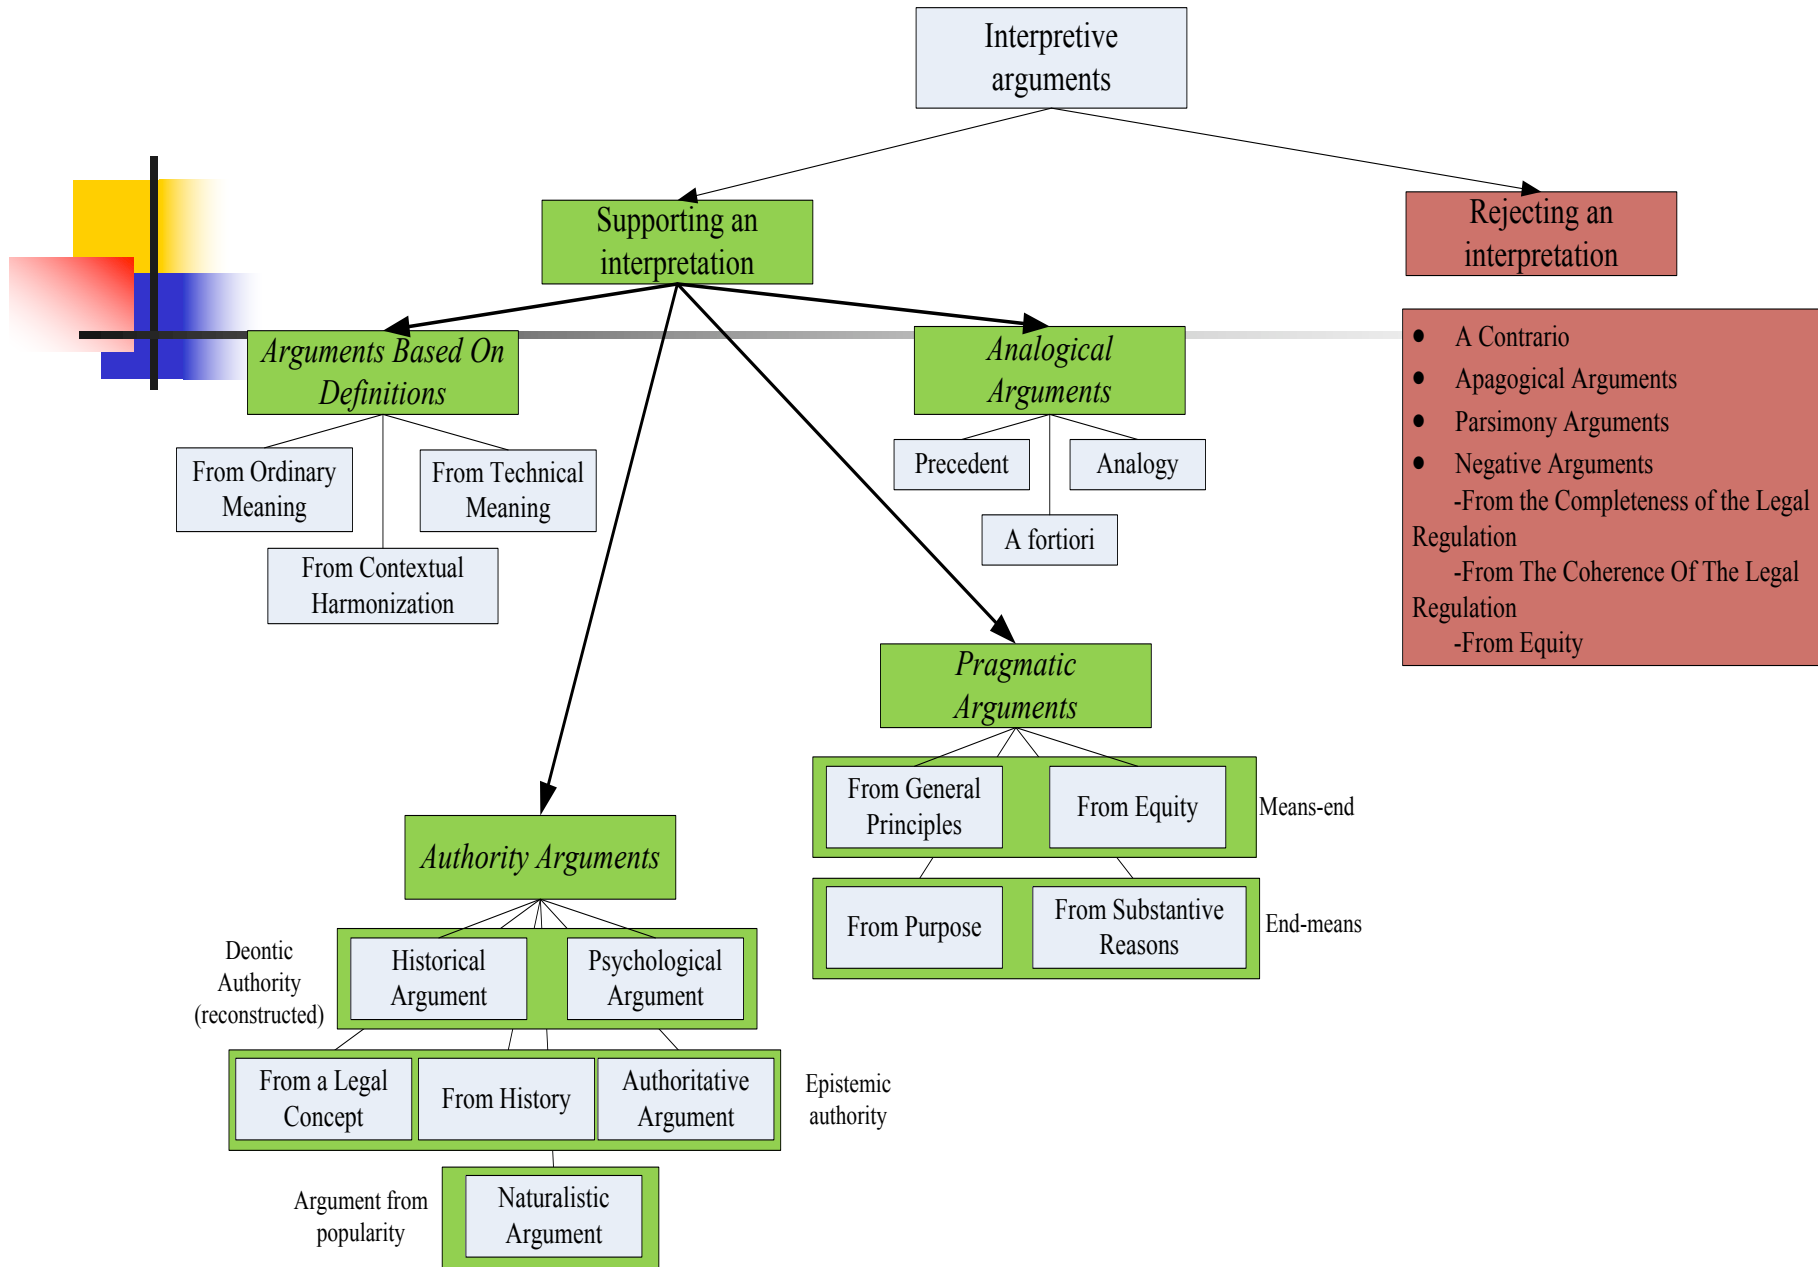 Interpretive
arguments
Supporting an
interpretation
Rejecting an
interpretation
Arguments Based On
Definitions
Analogical
Arguments
From Ordinary
Meaning
From Technical
Meaning
From Contextual
Harmonization
Precedent
Analogy
A fortiori
• A Contrario
• Apagogical Arguments
• Parsimony Arguments
• Negative Arguments
-From the Completeness of the Legal
Regulation
-From The Coherence Of The Legal
Regulation
-From Equity
Pragmatic
Arguments
From General
Principles
From Equity
Means-end
From Purpose
From Substantive
Reasons
End-means
Authority Arguments
Deontic
Authority
(reconstructed)
Historical
Argument
Psychological
Argument
From a Legal
Concept
From History
Authoritative
Argument
Epistemic
authority
Argument from
popularity
Naturalistic
Argument